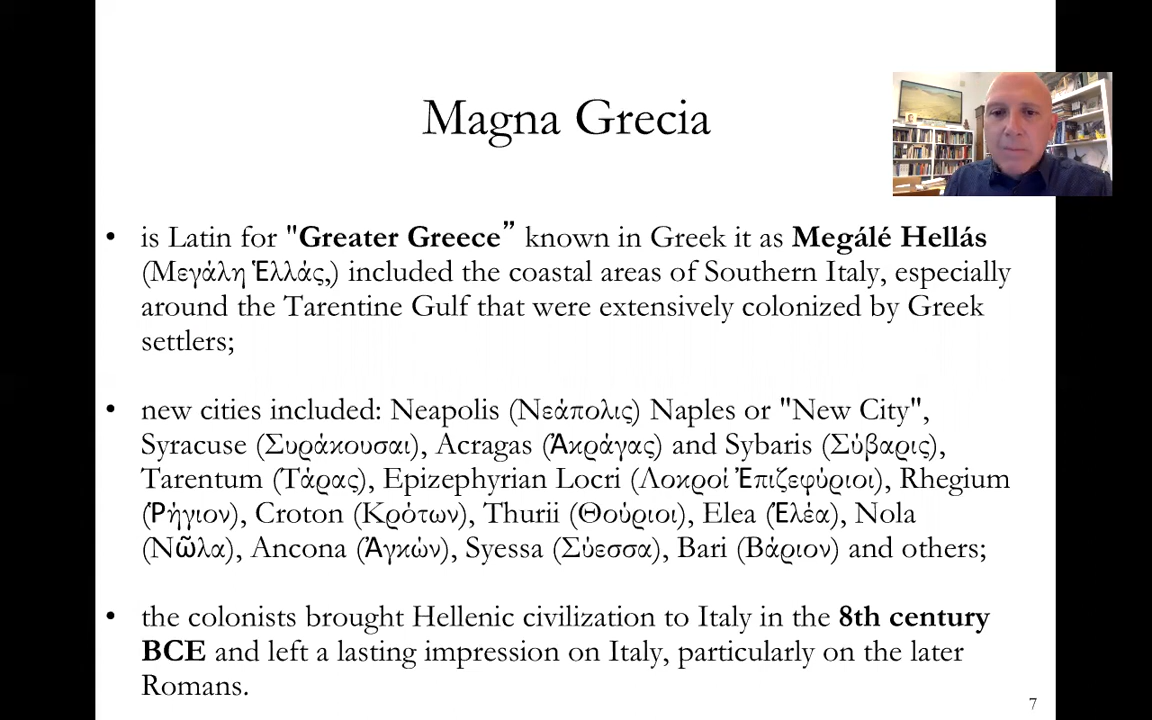 Magna Grecia
• is Latin for "Greater Greece” known in Greek it as Megálé Hellás
(Μεγάλη Ἑλλάς,) included the coastal areas of Southern Italy, especially
around the Tarentine Gulf that were extensively colonized by Greek
settlers;
• new cities included: Neapolis (Νεάπολις) Naples or "New City",
Syracuse (Συράκουσαι), Acragas (Ἀκράγας) and Sybaris (Σύβαρις),
Tarentum (Τάρας), Epizephyrian Locri (Λοκροί Ἐπιζεφύριοι), Rhegium
(Ῥήγιον), Croton (Κρότων), Thurii (Θούριοι), Elea (Ἐλέα), Nola
(Νῶλα), Ancona (Ἀγκών), Syessa (Σύεσσα), Bari (Βάριον) and others;
• the colonists brought Hellenic civilization to Italy in the 8th century
BCE and left a lasting impression on Italy, particularly on the later
Romans.
7